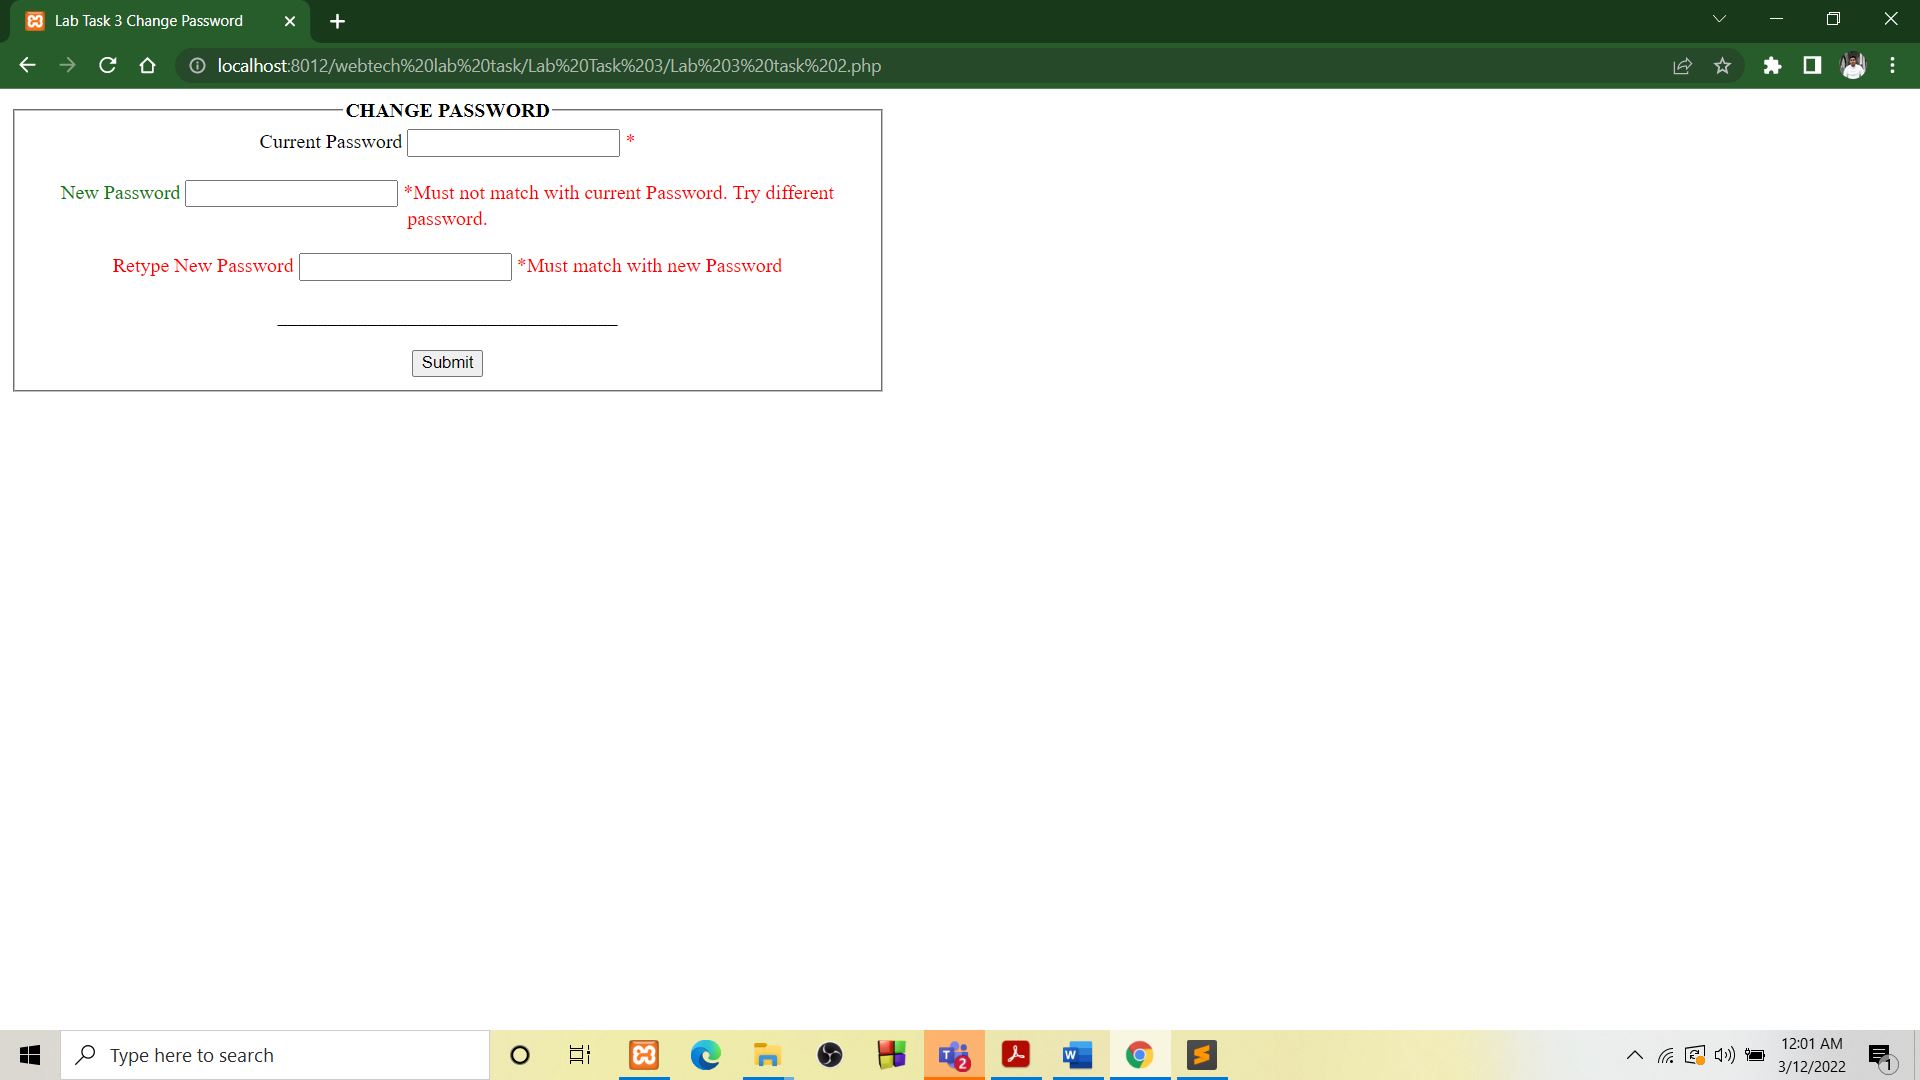 Lab Task 3 Change Password
localhost:8012/webtech%20lab%20task/Lab%20Task%203/Lab%203%20task%202.php
CHANGE PASSWORD
Current Password *
New Password *Must not match with current Password. Try different
password.
Retype New Password *Must match with new Password
Submit
Type here to search
T 2
W
S
12:01 AM
3/12/2022
1